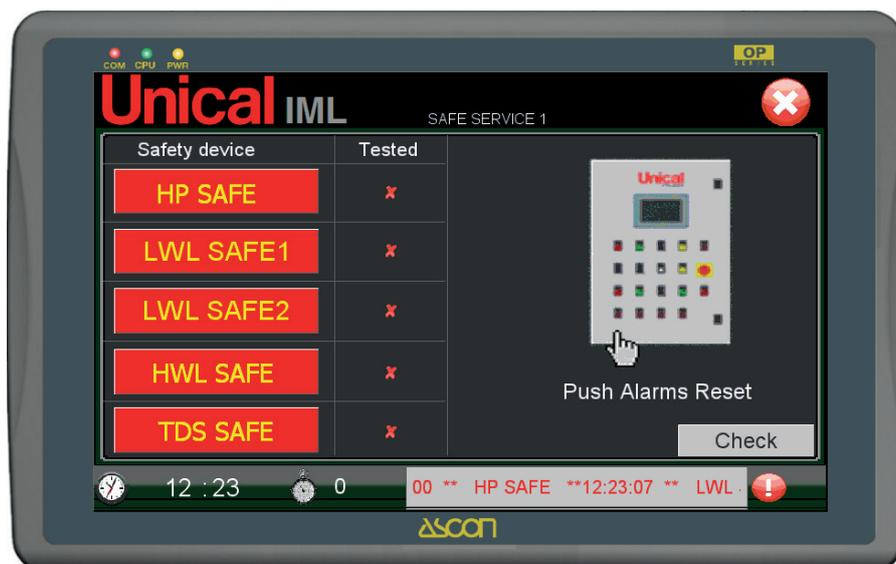 COM CPU PWR
OP
SERIES
Unical IML
SAFE SERVICE 1
Safety device Tested
HP SAFE
LWL SAFE1
LWL SAFE2
HWL SAFE
TDS SAFE
Unical
Push Alarms Reset
Check
12 : 23 0 00 ** HP SAFE **12:23:07 ** LWL
ascon